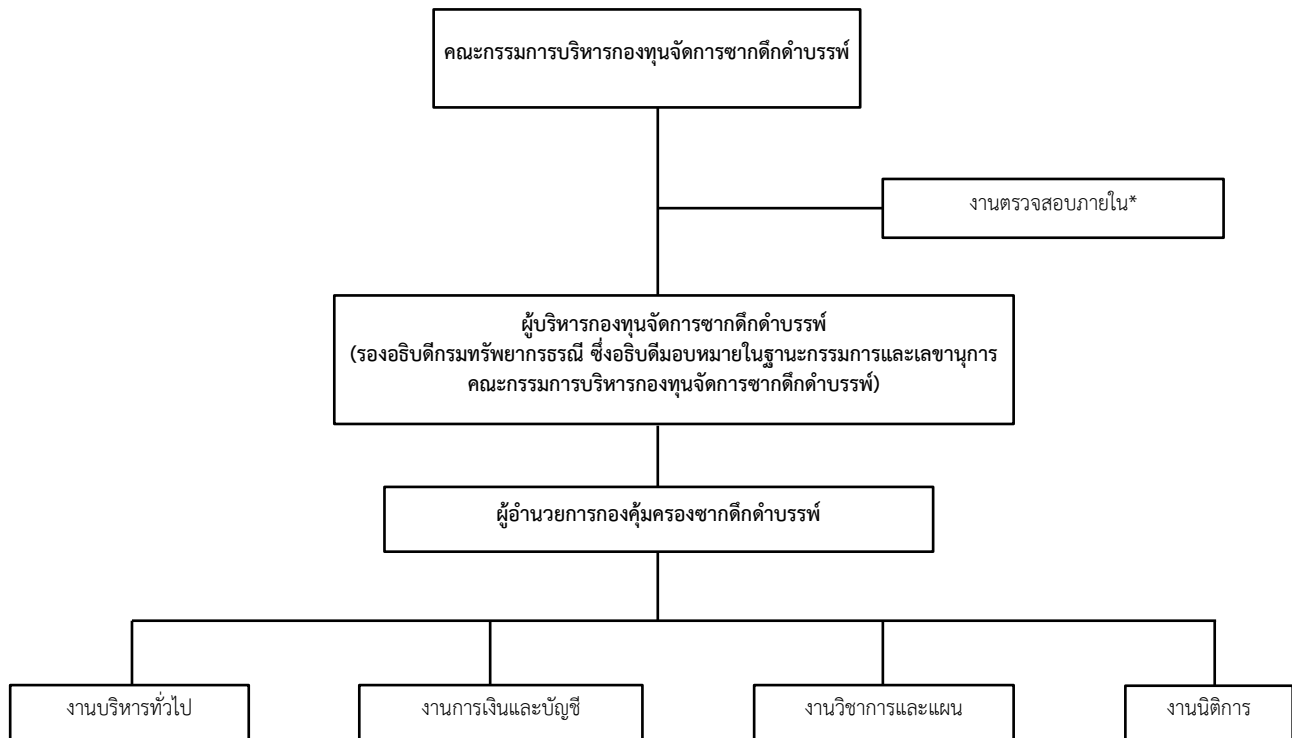 คณะกรรมการบริหารกองทุนจัดการซากดึกดำบรรพ์
งานตรวจสอบภายใน*
ผู้บริหารกองทุนจัดการซากดึกดำบรรพ์
(รองอธิบดีกรมทรัพยากรธรณี ซึ่งอธิบดีมอบหมายในฐานะกรรมการและเลขานุการ
คณะกรรมการบริหารกองทุนจัดการซากดึกดำบรรพ์)
ผู้อำนวยการกองคุ้มครองซากดึกดำบรรพ์
งานบริหารทั่วไป
งานการเงินและบัญชี
งานวิชาการและแผน
งานนิติการ